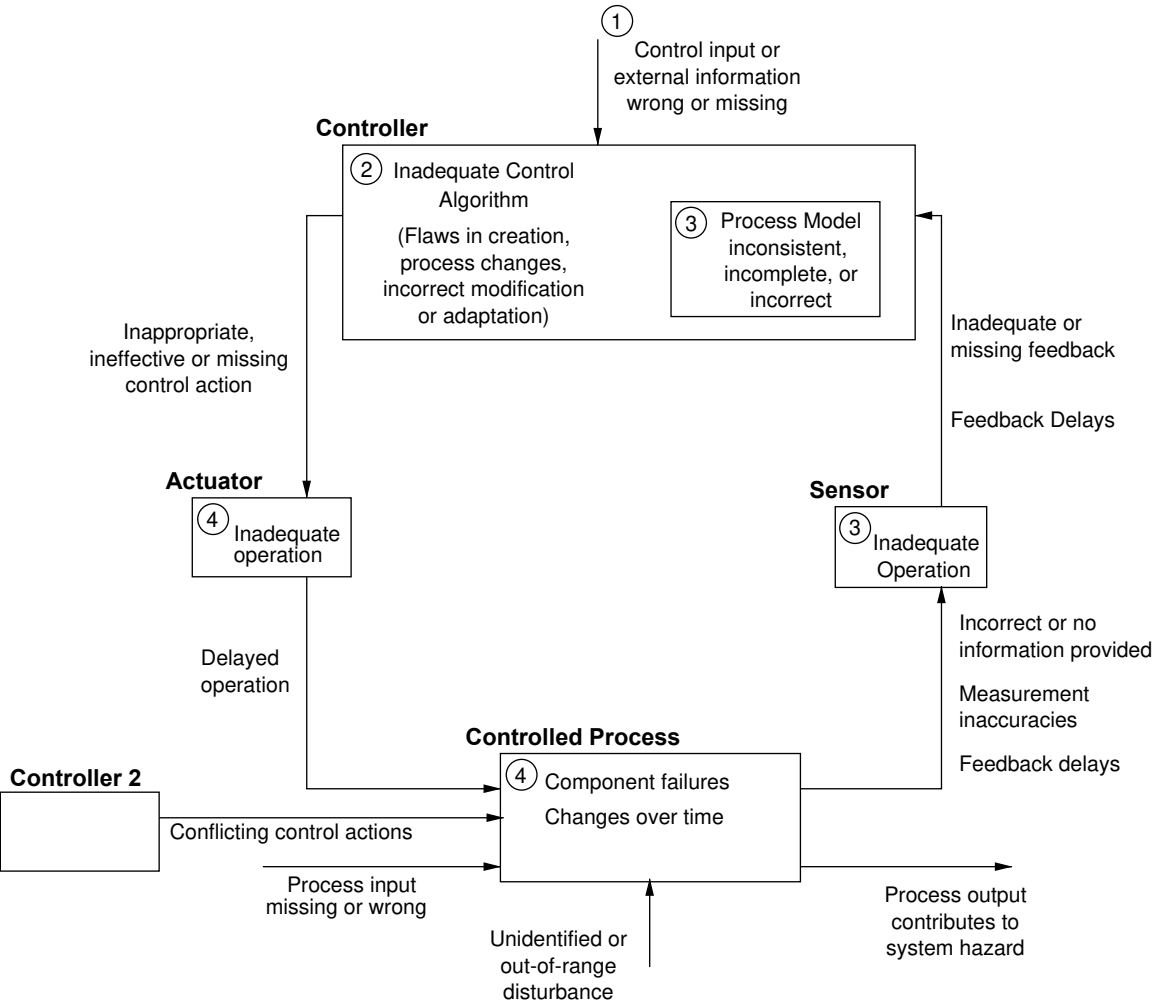 1
Control input or
external information
wrong or missing
Controller
2
Inadequate Control
Algorithm
(Flaws in creation,
process changes,
incorrect modification
or adaptation)
3
Process Model
inconsistent,
incomplete, or
incorrect
Inappropriate,
ineffective or missing
control action
Inadequate or
missing feedback
Feedback Delays
Actuator
4
Inadequate
operation
Sensor
3
Inadequate
Operation
Delayed
operation
Incorrect or no
information provided
Measurement
inaccuracies
Feedback delays
Controlled Process
4
Component failures
Changes over time
Controller 2
Conflicting control actions
Process input
missing or wrong
Unidentified or
out-of-range
disturbance
Process output
contributes to
system hazard